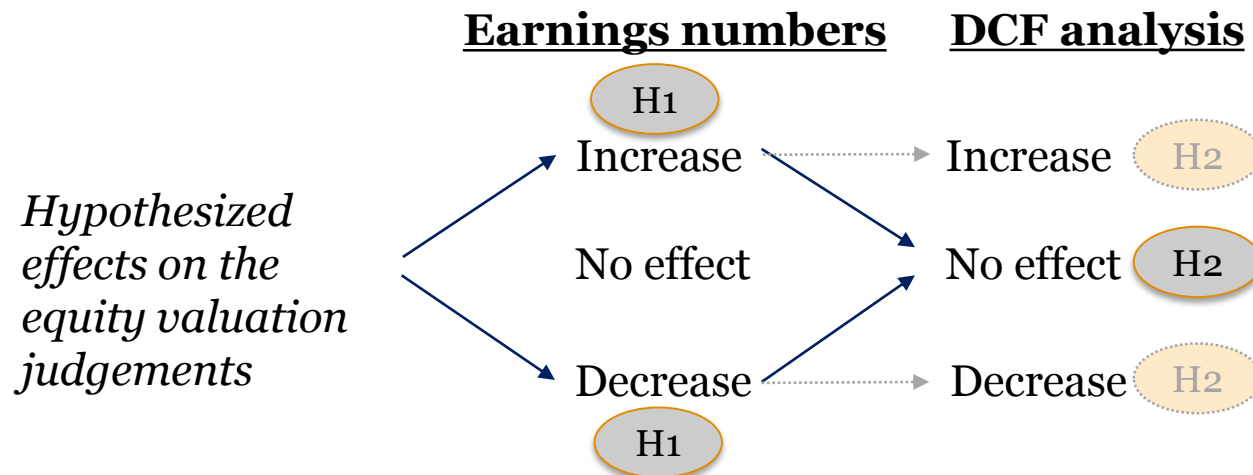 Earnings numbers DCF analysis
H1
Increase Increase H2
Hypothesized
effects on the
equity valuation
judgements
No effect No effect H2
Decrease Decrease H2
H1